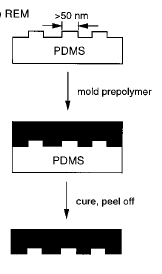 REM
>50 nm
PDMS
mold prepolymer
PDMS
cure, peel off